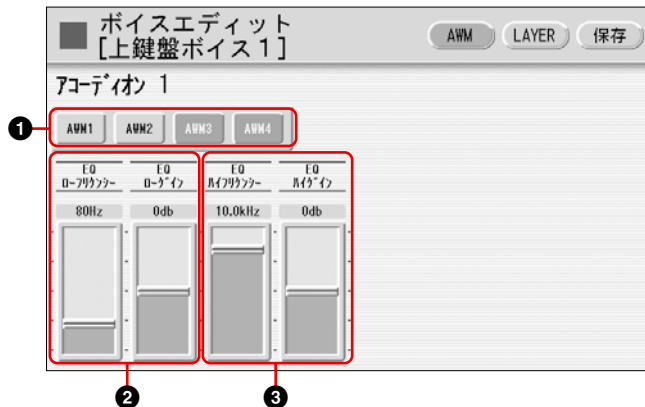 ボイスエディット
[上鍵盤ボイス1]
AWM LAYER 保存
アコーディオン 1
❶
AWM1 AWM2 AWM3 AWM4
EQ EQ EQ EQ
ローフリケンシー ローゲイン ハイフリケンシー ハイゲイン
80Hz 0db 10.0kHz 0db
❷ ❸